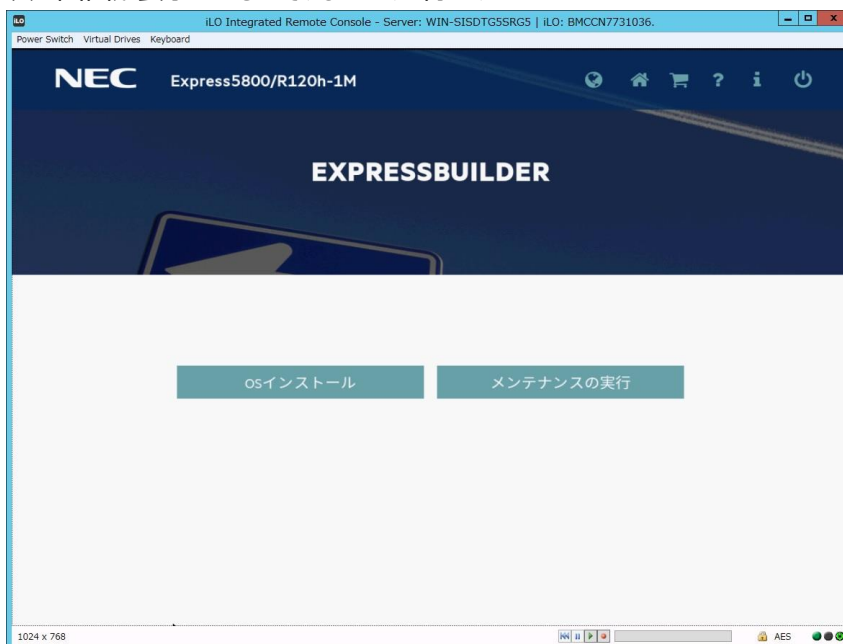 iLO Integrated Remote Console - Server: WIN-SISDTG5SRG5 | iLO: BMCCN7731036.
Power Switch Virtual Drives Keyboard
NEC Express5800/R120h-1M
EXPRESSBUILDER
OSインストール メンテナンスの実行
1024 x 768 AES